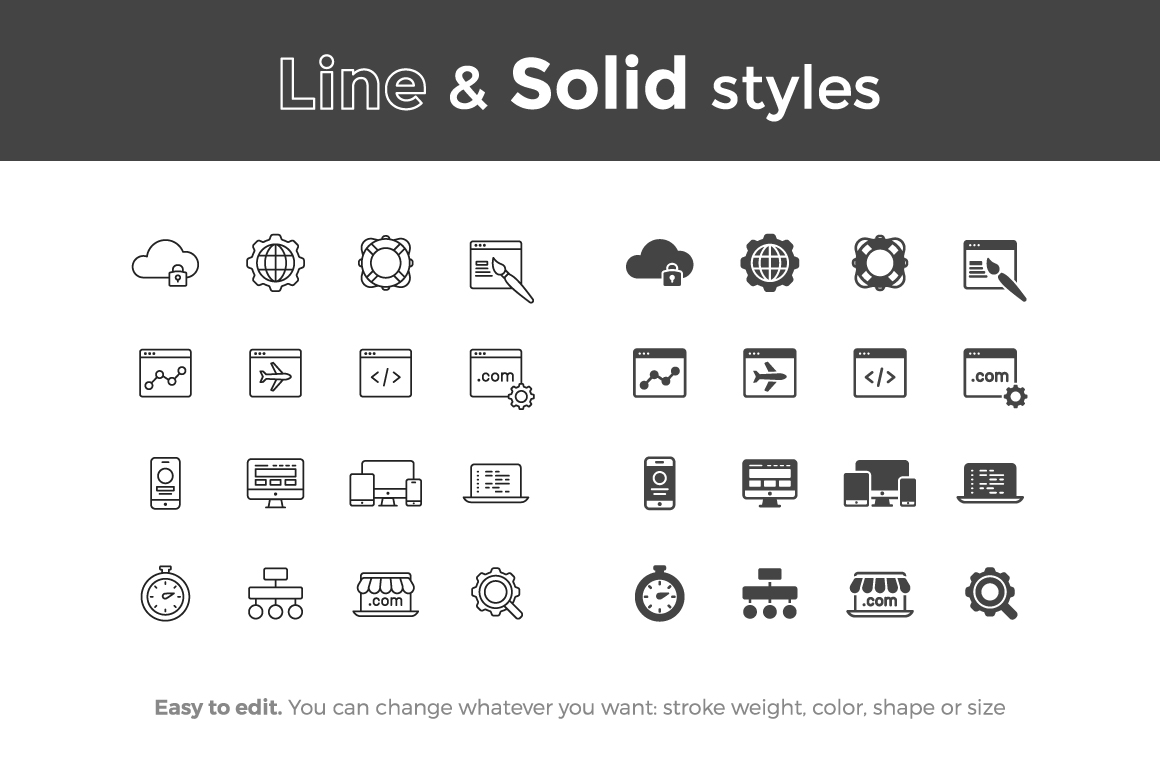 Line & Solid styles
</>
</>
.com
.com
.com
.com
Easy to edit. You can change whatever you want: stroke weight, color, shape or size